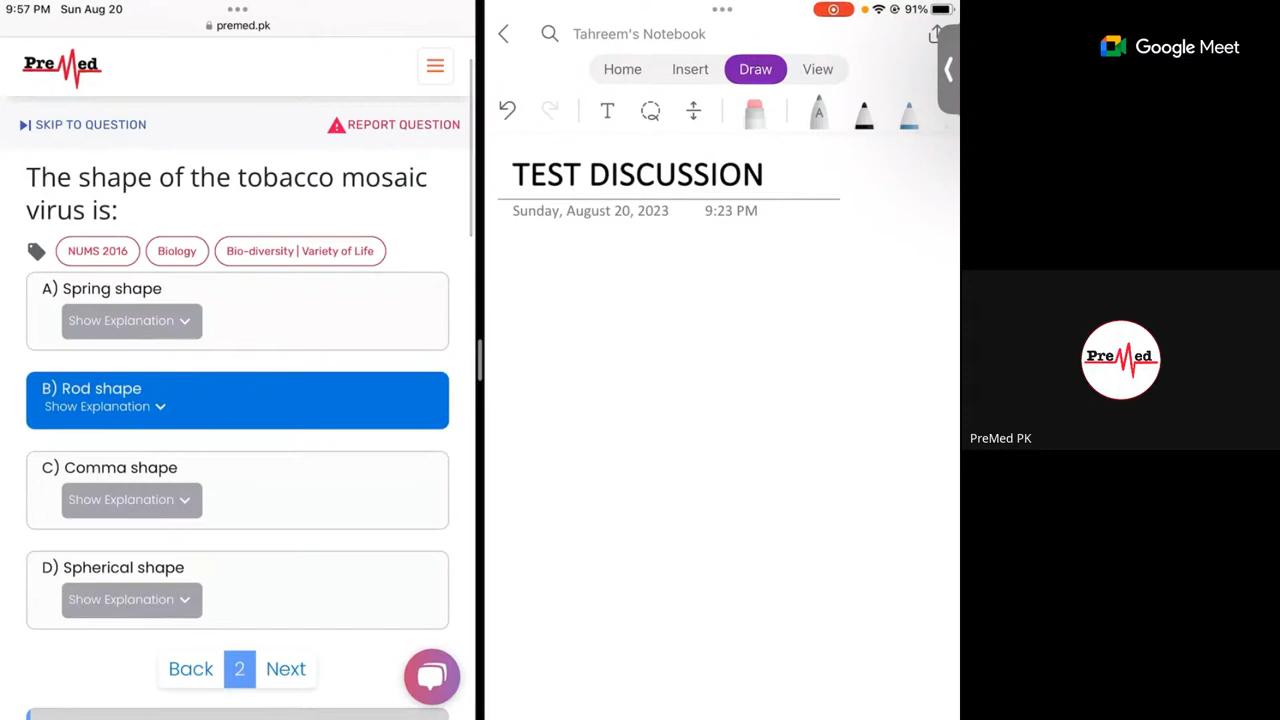 9:57 PM Sun Aug 20
premed.pk
PreMed
SKIP TO QUESTION
REPORT QUESTION
The shape of the tobacco mosaic
virus is:
NUMS 2016
Biology
Bio-diversity | Variety of Life
A) Spring shape
Show Explanation
B) Rod shape
Show Explanation
C) Comma shape
Show Explanation
D) Spherical shape
Show Explanation
Back 2 Next
91%
Tahreem's Notebook
Home Insert Draw View
T
A
TEST DISCUSSION
Sunday, August 20, 2023 9:23 PM
Google Meet
PreMed
PreMed PK